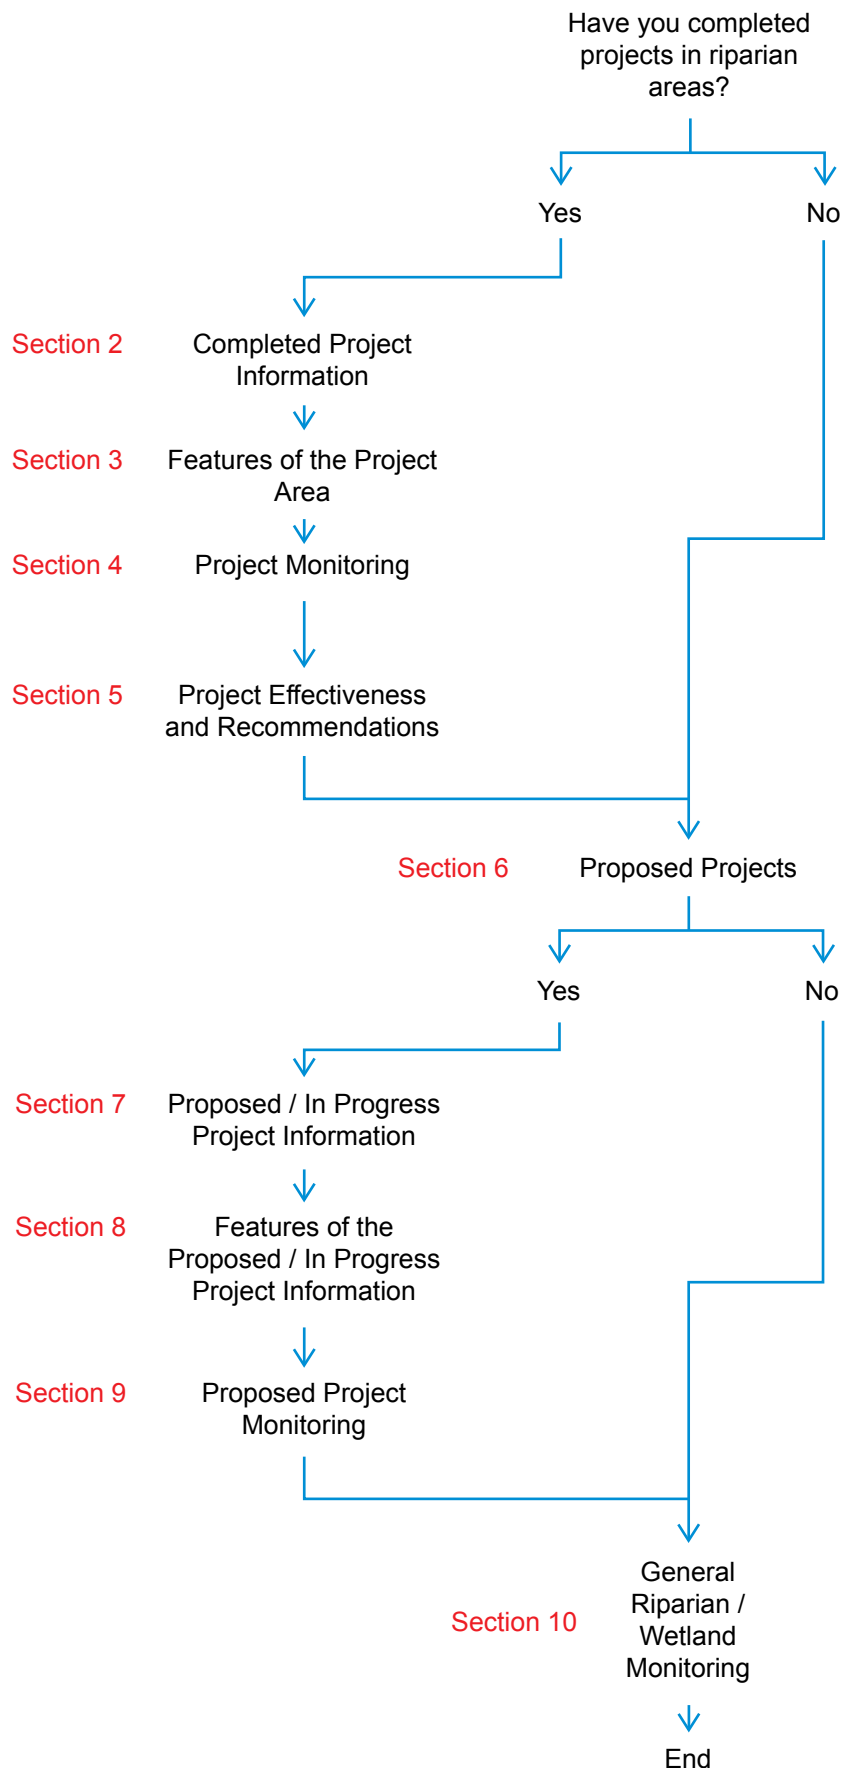 Have you completed
projects in riparian
areas?
Yes
No
Section 2
Completed Project
Information
Section 3
Features of the Project
Area
Section 4
Project Monitoring
Section 5
Project Effectiveness
and Recommendations
Section 6
Proposed Projects
Yes
No
Section 7
Proposed / In Progress
Project Information
Section 8
Features of the
Proposed / In Progress
Project Information
Section 9
Proposed Project
Monitoring
Section 10
General
Riparian /
Wetland
Monitoring
End